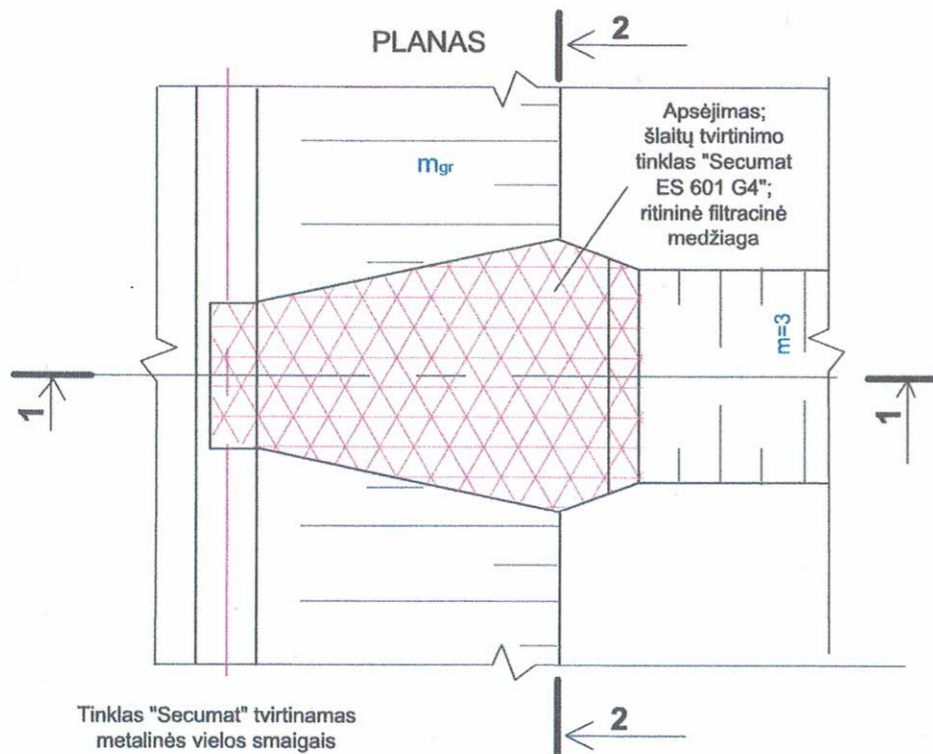 PLANAS
2
Apsėjimas;
šlaitų tvirtinimo
tinklas "Secumat
ES 601 G4";
ritininė filtracinė
medžiaga
mgr
m=3
1
1
2
Tinklas "Secumat" tvirtinamas
metalinės vielos smaigais